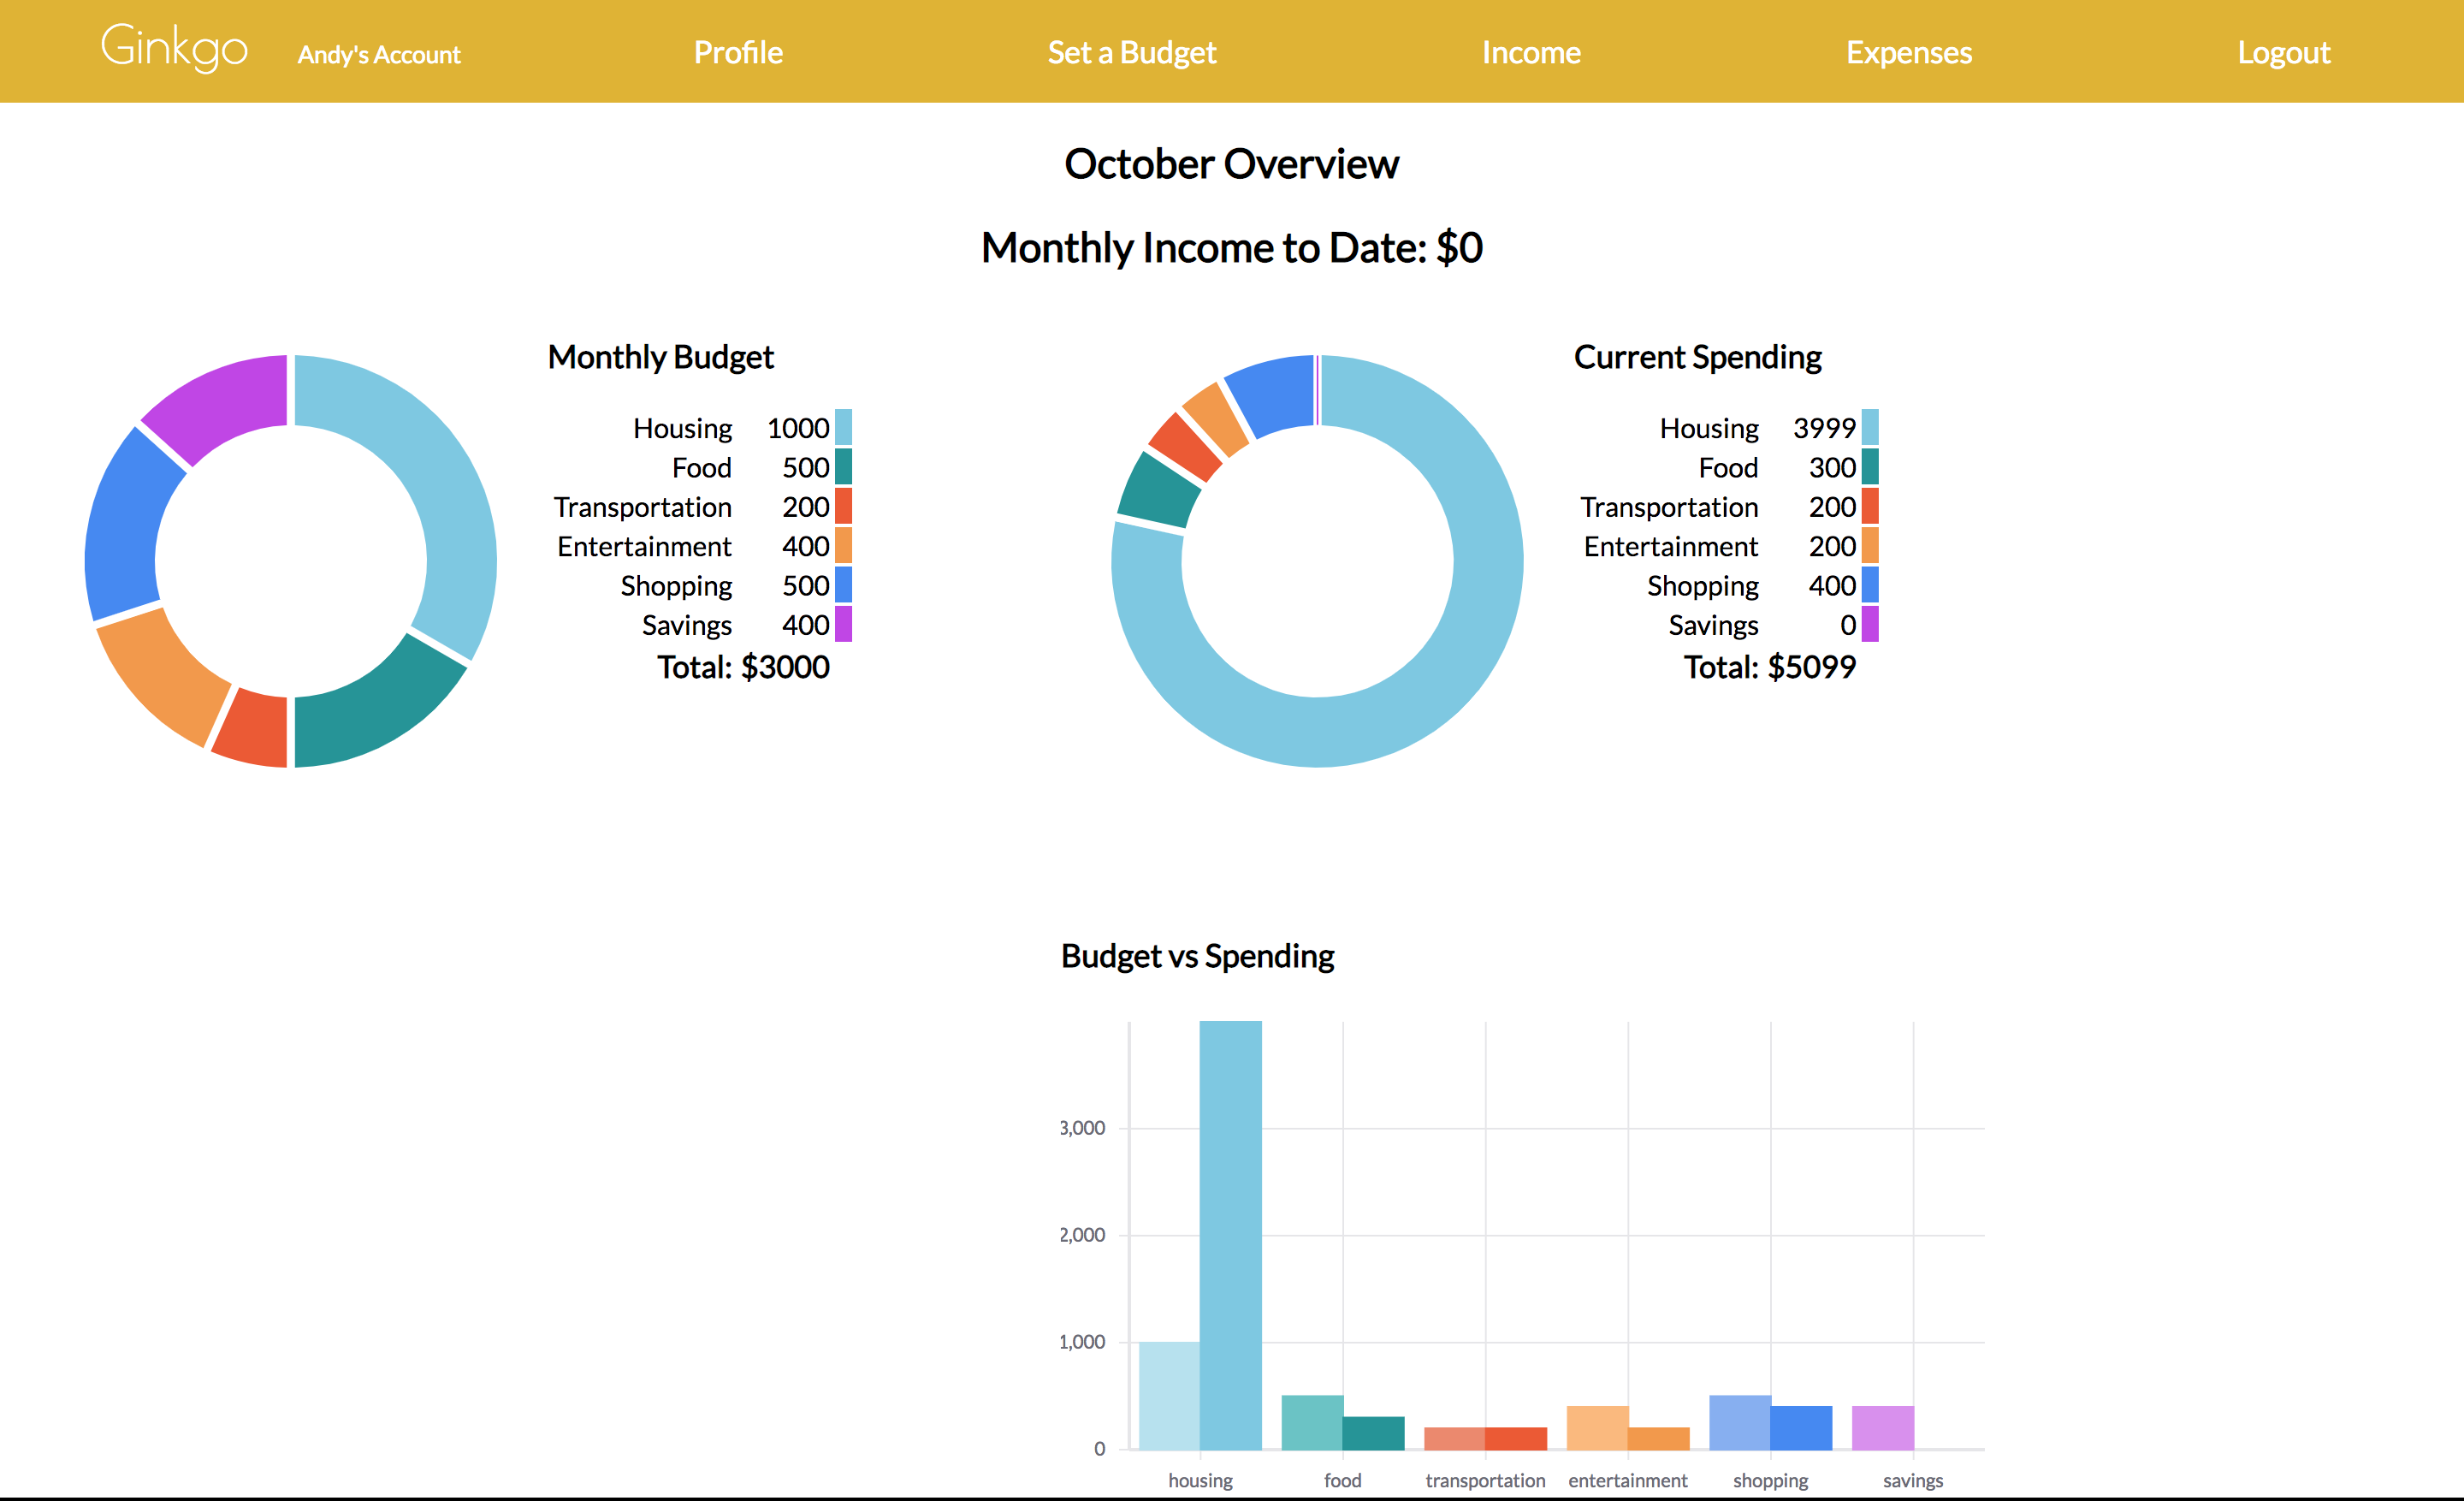 Ginkgo Andy's Account Profile Set a Budget Income Expenses Logout
October Overview
Monthly Income to Date: $0
Monthly Budget
Housing 1000
Food 500
Transportation 200
Entertainment 400
Shopping 500
Savings 400
Total: $3000
Current Spending
Housing 3999
Food 300
Transportation 200
Entertainment 200
Shopping 400
Savings 0
Total: $5099
Budget vs Spending
3,000
2,000
1,000
0
housing food transportation entertainment shopping savings